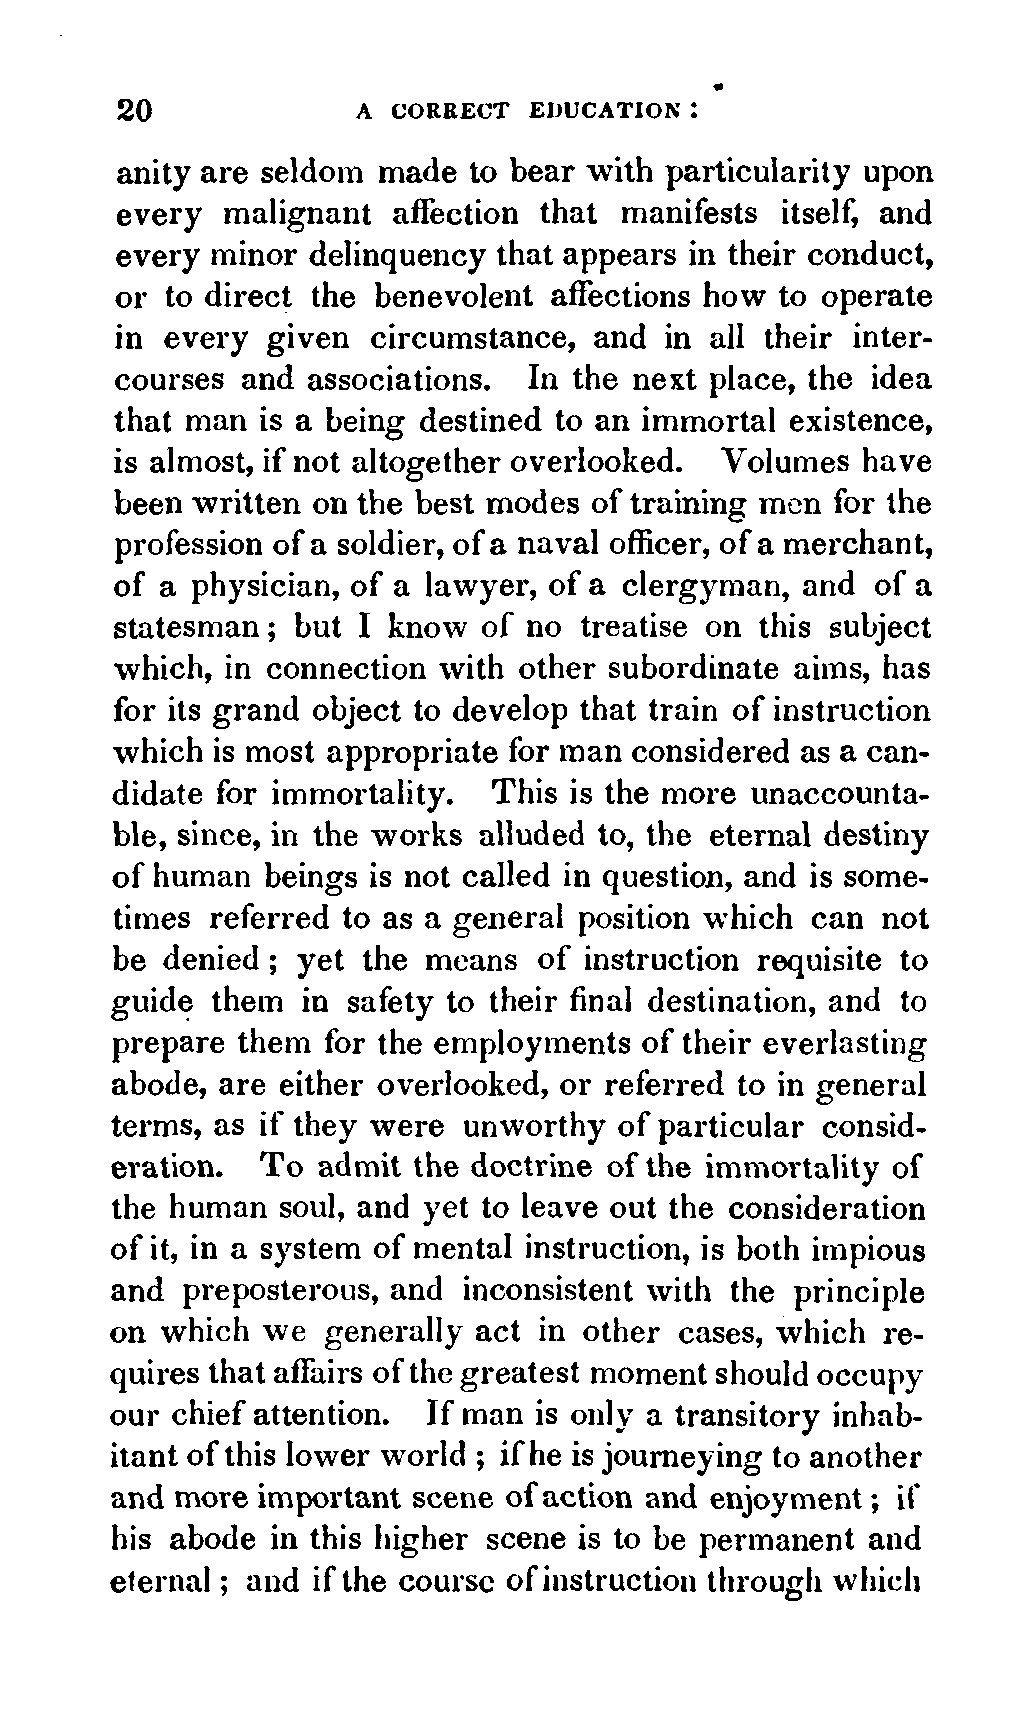 20 A CORRECT EDUCATION:
anity are seldom made to bear with particularity upon
every malignant affection that manifests itself, and
every minor delinquency that appears in their conduct,
or to direct the benevolent affections how to operate
in every given circumstance, and in all their inter-
courses and associations. In the next place, the idea
that man is a being destined to an immortal existence,
is almost, if not altogether overlooked. Volumes have
been written on the best modes of training men for the
profession of a soldier, of a naval officer, of a merchant,
of a physician, of a lawyer, of a clergyman, and of a
statesman; but I know of no treatise on this subject
which, in connection with other subordinate aims, has
for its grand object to develop that train of instruction
which is most appropriate for man considered as a can-
didate for immortality. This is the more unaccounta-
ble, since, in the works alluded to, the eternal destiny
of human beings is not called in question, and is some-
times referred to as a general position which can not
be denied; yet the means of instruction requisite to
guide them in safety to their final destination, and to
prepare them for the employments of their everlasting
abode, are either overlooked, or referred to in general
terms, as if they were unworthy of particular consid-
eration. To admit the doctrine of the immortality of
the human soul, and yet to leave out the consideration
of it, in a system of mental instruction, is both impious
and preposterous, and inconsistent with the principle
on which we generally act in other cases, which re-
quires that affairs of the greatest moment should occupy
our chief attention. If man is only a transitory inhab-
itant of this lower world; if he is journeying to another
and more important scene of action and enjoyment; if
his abode in this higher scene is to be permanent and
eternal; and if the course of instruction through which